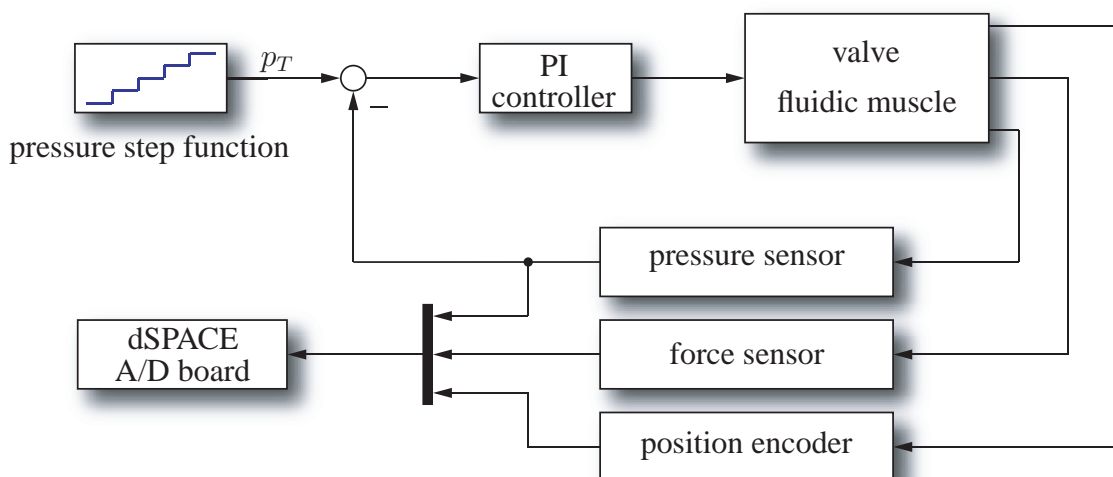 p_T
PI
controller
valve
fluidic muscle
pressure step function
−
pressure sensor
dSPACE
A/D board
force sensor
position encoder